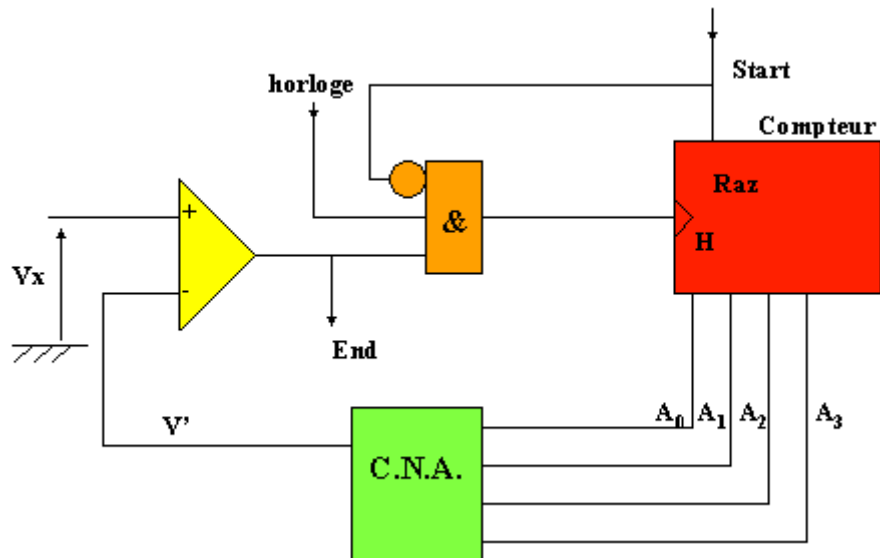 Start
horloge
Compteur
Raz
+
&
H
Vx
-
End
V'
A0 A1 A2 A3
C.N.A.